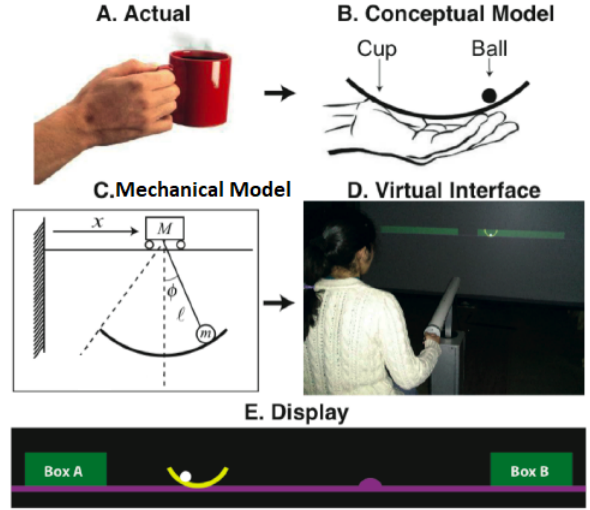 A. Actual
B. Conceptual Model
Cup
Ball
C.Mechanical Model
D. Virtual Interface
x
M
ϕ
ℓ
m
E. Display
Box A
Box B